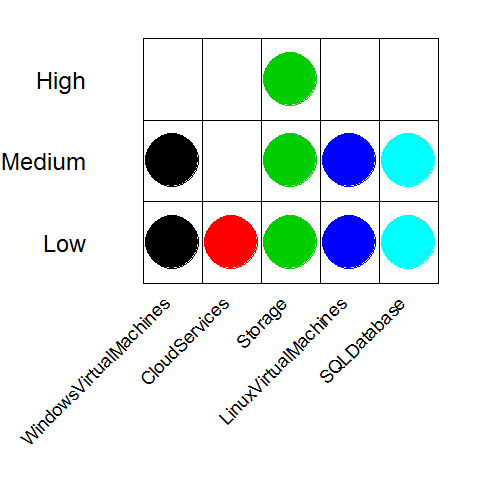 High
Medium
Low
WindowsVirtualMachines
CloudServices
Storage
LinuxVirtualMachines
SQLDatabase